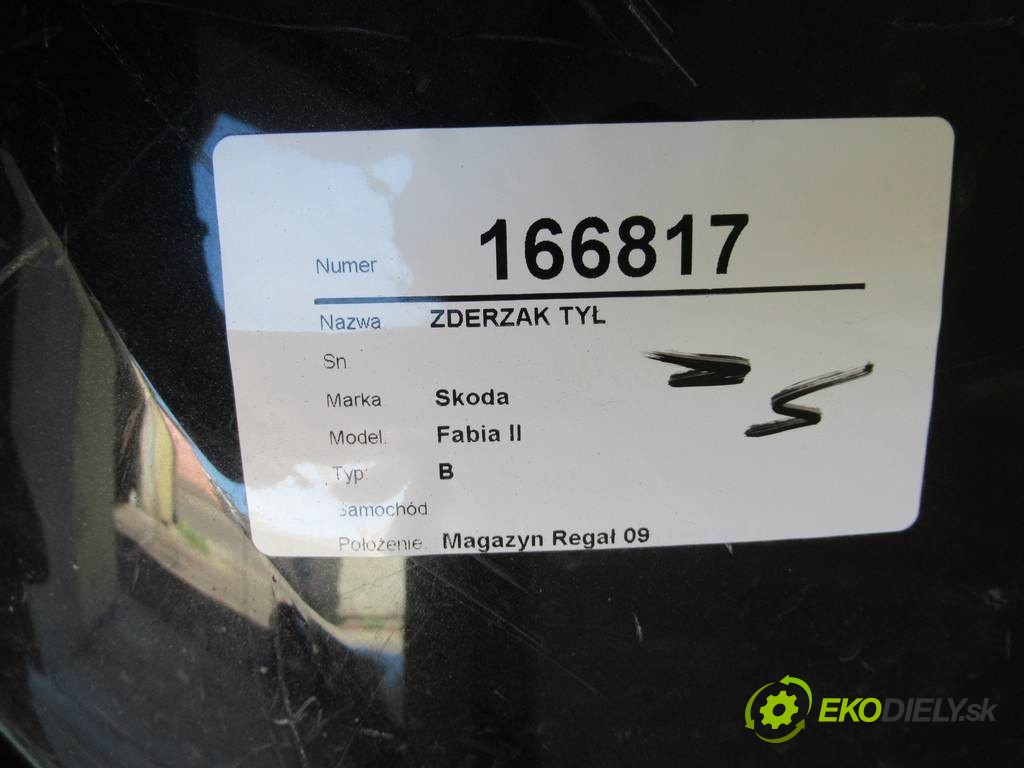 Numer 166817
Nazwa ZDERZAK TYŁ
Sn
Marka Skoda
Model. Fabia II
Typ B
Samochód
Położenie Magazyn Regał 09
EKODIELY.sk